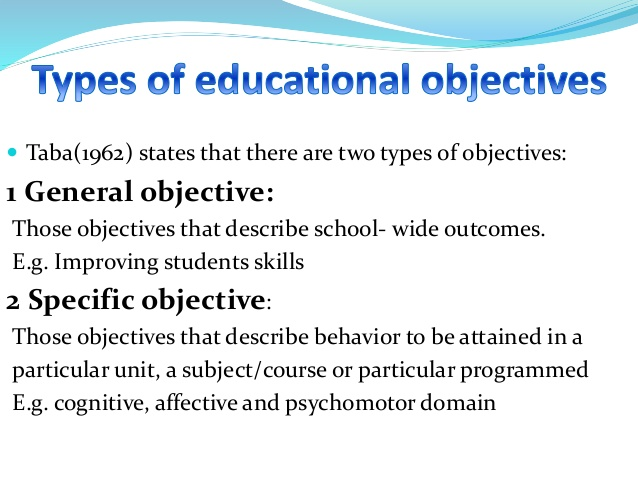 Types of educational objectives
• Taba(1962) states that there are two types of objectives:
1 General objective:
Those objectives that describe school- wide outcomes.
E.g. Improving students skills
2 Specific objective:
Those objectives that describe behavior to be attained in a
particular unit, a subject/course or particular programmed
E.g. cognitive, affective and psychomotor domain